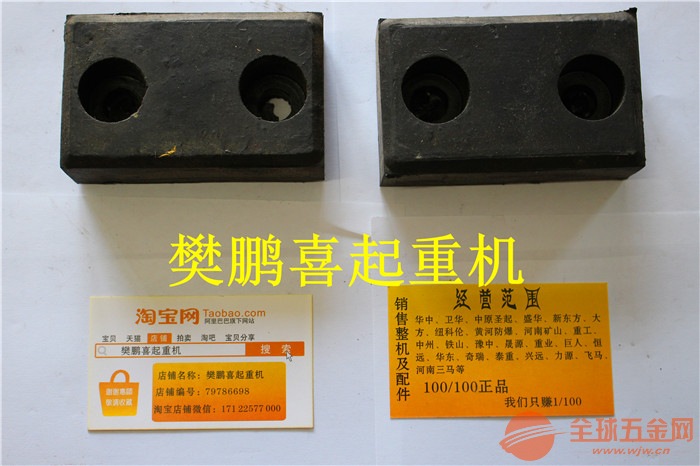 樊鹏喜起重机
淘宝网 Taobao.com
阿里巴巴旗下网站
宝贝 天猫 店铺 拍卖 淘吧 宝贝分享
樊鹏喜起重机 搜 索
谢谢惠顾
敬请收藏
店铺名称:樊鹏喜起重机
店铺编号:79786698
淘宝店铺微信:17122577000
销售整机及配件
经营范围
华中、卫华、中原圣起、盛华、新东方、大
方、纽科伦、黄河防爆、河南矿山、重工、
中州、铁山、豫中、晟源、重业、巨人、恒
远、华东、奇瑞、泰重、兴远、力源、飞马、
河南三马等
100/100正品
我们只赚1/100
全球五金网
www.wjw.cn